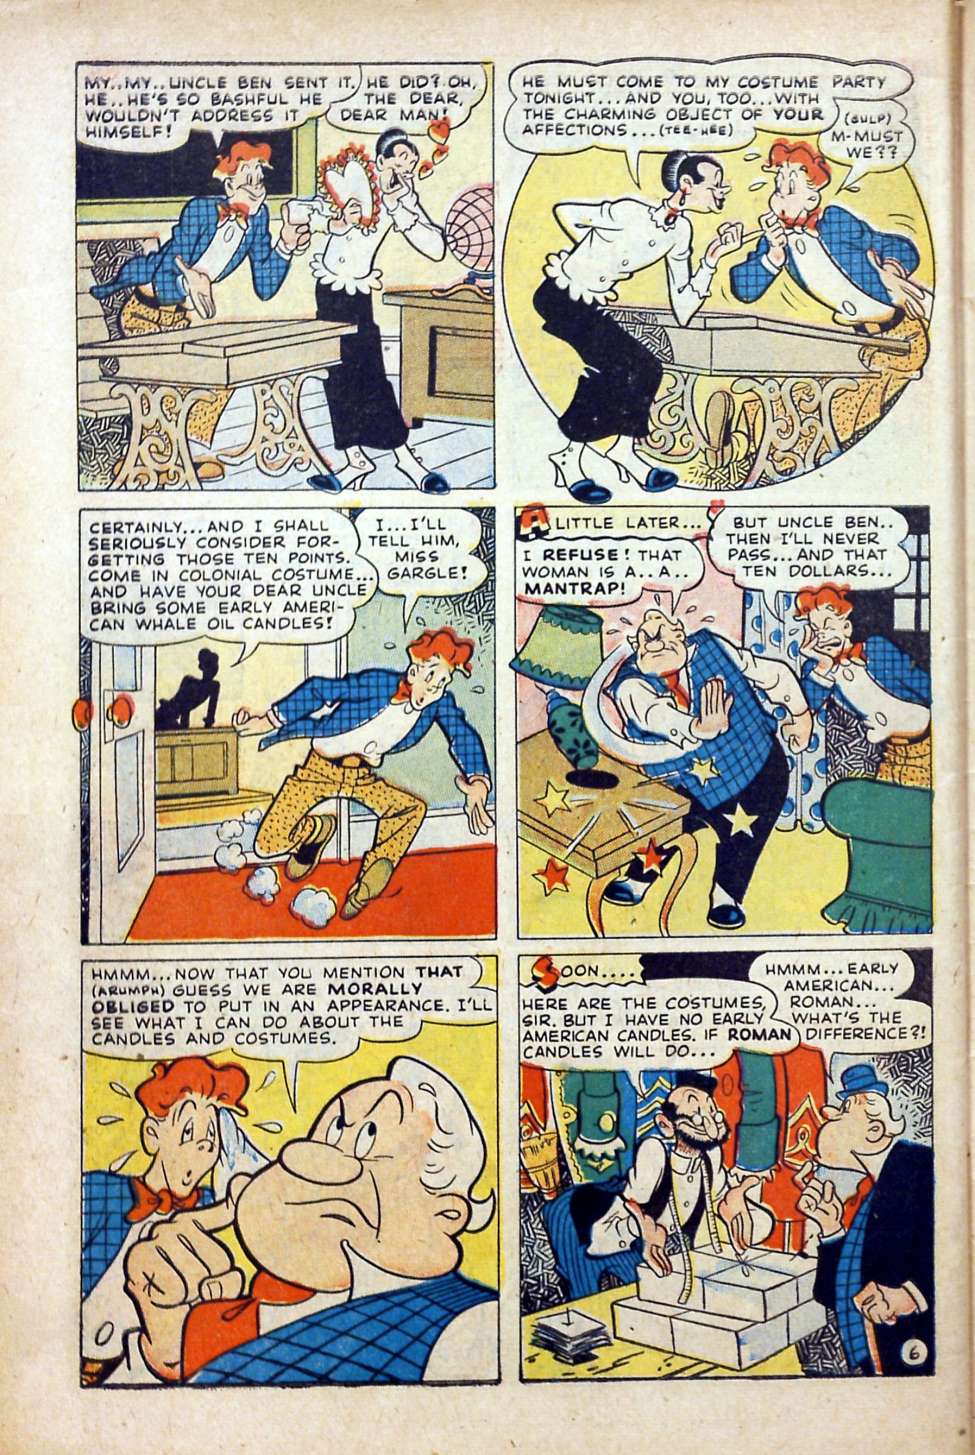 MY..MY..UNCLE BEN SENT IT.
HE..HE'S SO BASHFUL HE
WOULDN'T ADDRESS IT
HIMSELF!
HE DID? OH,
THE DEAR,
DEAR MAN!
HE MUST COME TO MY COSTUME PARTY
TONIGHT...AND YOU, TOO...WITH
THE CHARMING OBJECT OF YOUR
AFFECTIONS...(TEE-HEE)
(GULP)
M-MUST
WE??
CERTAINLY...AND I SHALL
SERIOUSLY CONSIDER FOR-
GETTING THOSE TEN POINTS.
COME IN COLONIAL COSTUME...
AND HAVE YOUR DEAR UNCLE
BRING SOME EARLY AMERI-
CAN WHALE OIL CANDLES!
I...I'LL
TELL HIM,
MISS
GARGLE!
A LITTLE LATER...
I REFUSE! THAT
WOMAN IS A..A..
MANTRAP!
BUT UNCLE BEN..
THEN I'LL NEVER
PASS...AND THAT
TEN DOLLARS...
HMMM...NOW THAT YOU MENTION THAT
(ARUMPH) GUESS WE ARE MORALLY
OBLIGED TO PUT IN AN APPEARANCE. I'LL
SEE WHAT I CAN DO ABOUT THE
CANDLES AND COSTUMES.
SOON....
HERE ARE THE COSTUMES,
SIR. BUT I HAVE NO EARLY
AMERICAN CANDLES. IF ROMAN
CANDLES WILL DO...
HMMM...EARLY
AMERICAN...
ROMAN...
WHAT'S THE
DIFFERENCE?!
6